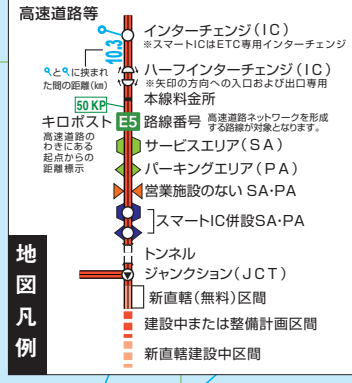 高速道路等
インターチェンジ(IC)
※スマートICはETC専用インターチェンジ
10.3
とに挟まれ
た間の距離(km)
ハーフインターチェンジ(IC)
※矢印の方向への入口および出口専用
本線料金所
50 KP
キロポスト
高速道路の
わきにある
起点からの
距離標示
E5 路線番号
高速道路ネットワークを形成
する路線が対象となります。
サービスエリア(SA)
パーキングエリア(PA)
営業施設のない SA・PA
スマートIC併設SA・PA
トンネル
ジャンクション(JCT)
新直轄(無料)区間
建設中または整備計画区間
新直轄建設中区間
地図凡例